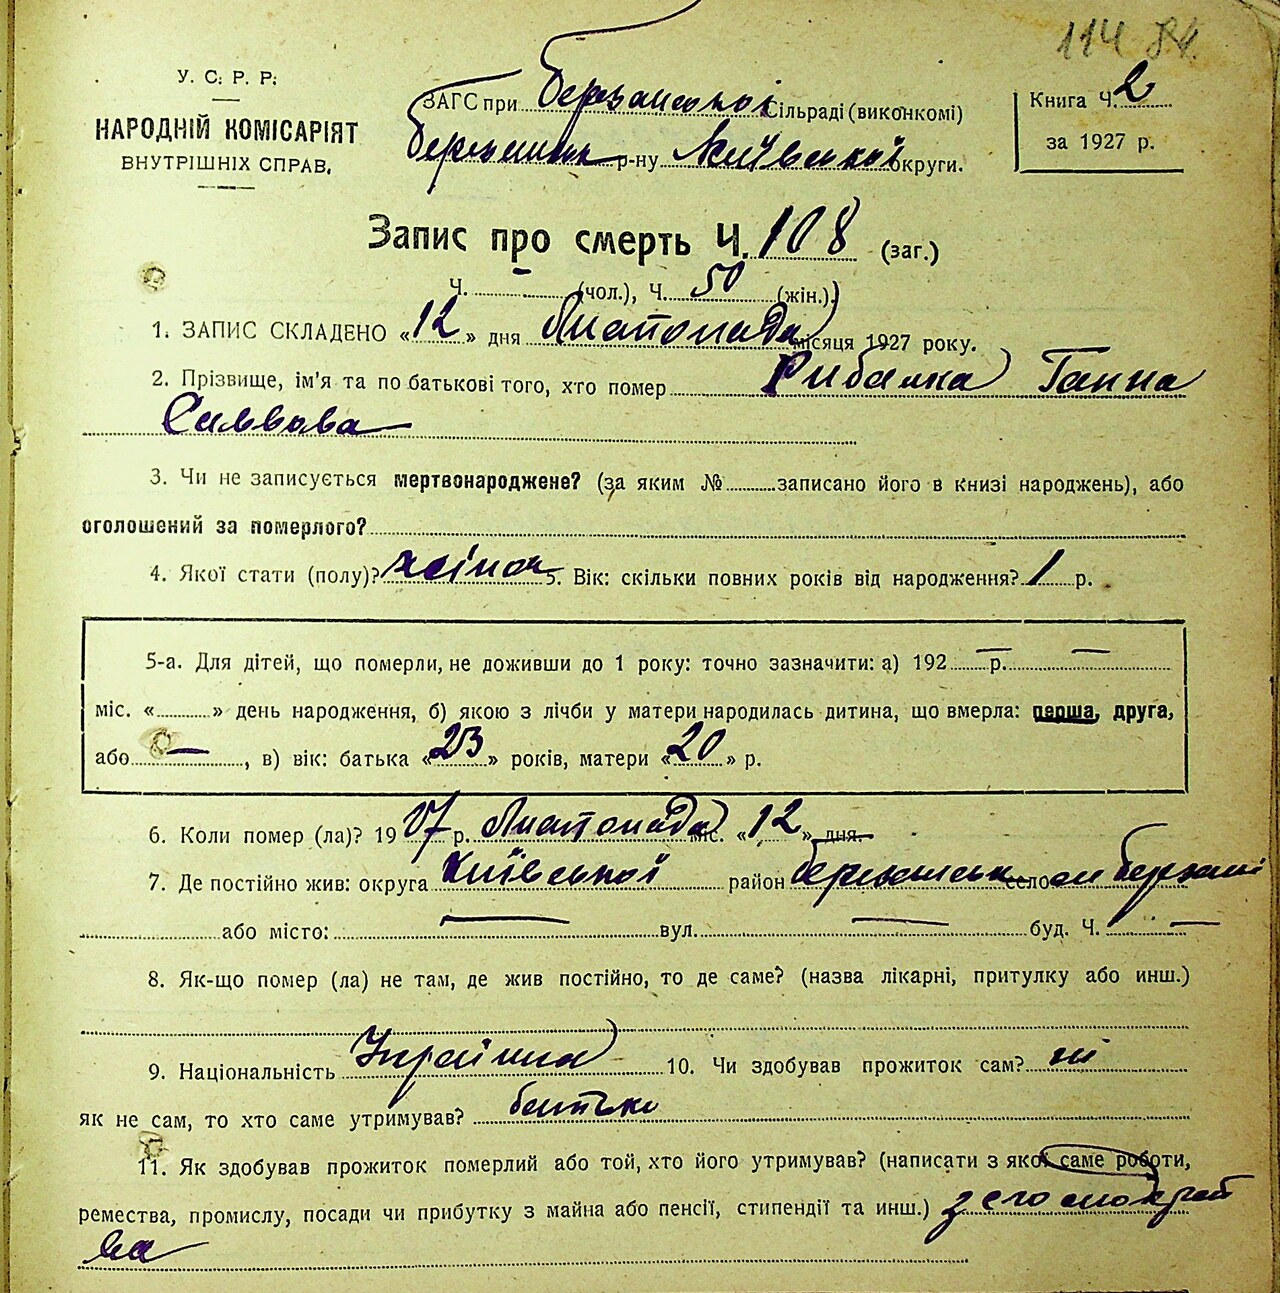 114
У. С. Р. Р.
НАРОДНІЙ КОМІСАРІЯТ
ВНУТРІШНІХ СПРАВ.
ЗАГС при Березанській Сільраді (виконкомі)
Березанськ р-ну Київської округи.
Книга Ч. 2
за 1927 р.
Запис про смерть Ч. 108 (заг.)
Ч. - (чол.), Ч. 50 (жін.)
1. ЗАПИС СКЛАДЕНО «12» дня Листопада місяця 1927 року.
2. Прізвище, ім'я та по батькові того, хто помер Рибалка Ганна
Саввова
3. Чи не записується мертвонароджене? (за яким № записано його в книзі народжень), або
оголошений за померлого?
4. Якої стати (полу)? жіноч 5. Вік: скільки повних років від народження? 1 р.
5-а. Для дітей, що померли, не доживши до 1 року: точно зазначити: а) 192 — р. —
міс. « » день народження, б) якою з лічби у матери народилась дитина, що вмерла: перша, друга,
або —, в) вік: батька «23» років, матери «20» р.
6. Коли помер (ла)? 1927 р. Листопада міс. «12» дня.
7. Де постійно жив: округа Київської район Березанськ село м Березані
або місто: — вул. — буд. Ч. —
8. Як-що помер (ла) не там, де жив постійно, то де саме? (назва лікарні, притулку або инш.)
9. Національність Українка 10. Чи здобував прожиток сам? ні
як не сам, то хто саме утримував? батько
11. Як здобував прожиток померлий або той, хто його утримував? (написати з якої саме роботи,
ремества, промислу, посади чи прибутку з майна або пенсії, стипендії та инш.) з
ва